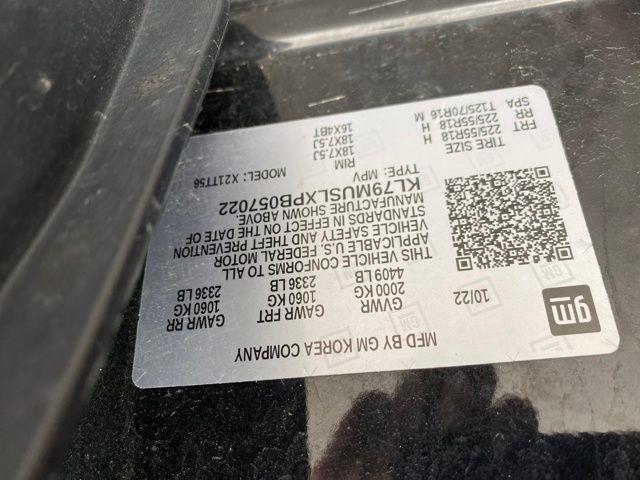 MFD BY GM KOREA COMPANY
gm
10/22 GVWR GAWR FRT GAWR RR
2000 KG 1060 KG 1060 KG
4409 LB 2336 LB 2336 LB
THIS VEHICLE CONFORMS TO ALL
APPLICABLE U.S. FEDERAL MOTOR
VEHICLE SAFETY AND THEFT PREVENTION
STANDARDS IN EFFECT ON THE DATE OF
MANUFACTURE SHOWN ABOVE.
KL79MUSLXPB057022
TYPE: MPV MODEL: X21TT56
TIRE SIZE RIM
FRT 225/55R18 H 18X7.5J
RR 225/55R18 H 18X7.5J
SPA T125/70R16 M 16X4BT